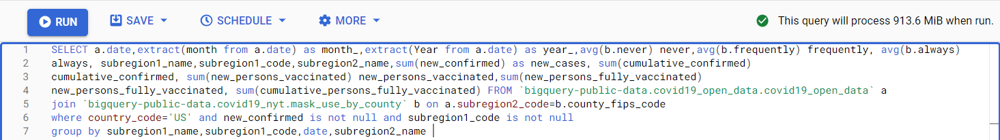 RUN SAVE SCHEDULE MORE This query will process 913.6 MiB when run.
1 SELECT a.date,extract(month from a.date) as month_,extract(Year from a.date) as year_,avg(b.never) never,avg(b.frequently) frequently, avg(b.always)
2 always, subregion1_name,subregion1_code,subregion2_name,sum(new_confirmed) as new_cases, sum(cumulative_confirmed)
3 cumulative_confirmed, sum(new_persons_vaccinated) new_persons_vaccinated,sum(new_persons_fully_vaccinated)
4 new_persons_fully_vaccinated, sum(cumulative_persons_fully_vaccinated) FROM `bigquery-public-data.covid19_open_data.covid19_open_data` a
5 join `bigquery-public-data.covid19_nyt.mask_use_by_county` b on a.subregion2_code=b.county_fips_code
6 where country_code='US' and new_confirmed is not null and subregion1_code is not null
7 group by subregion1_name,subregion1_code,date,subregion2_name